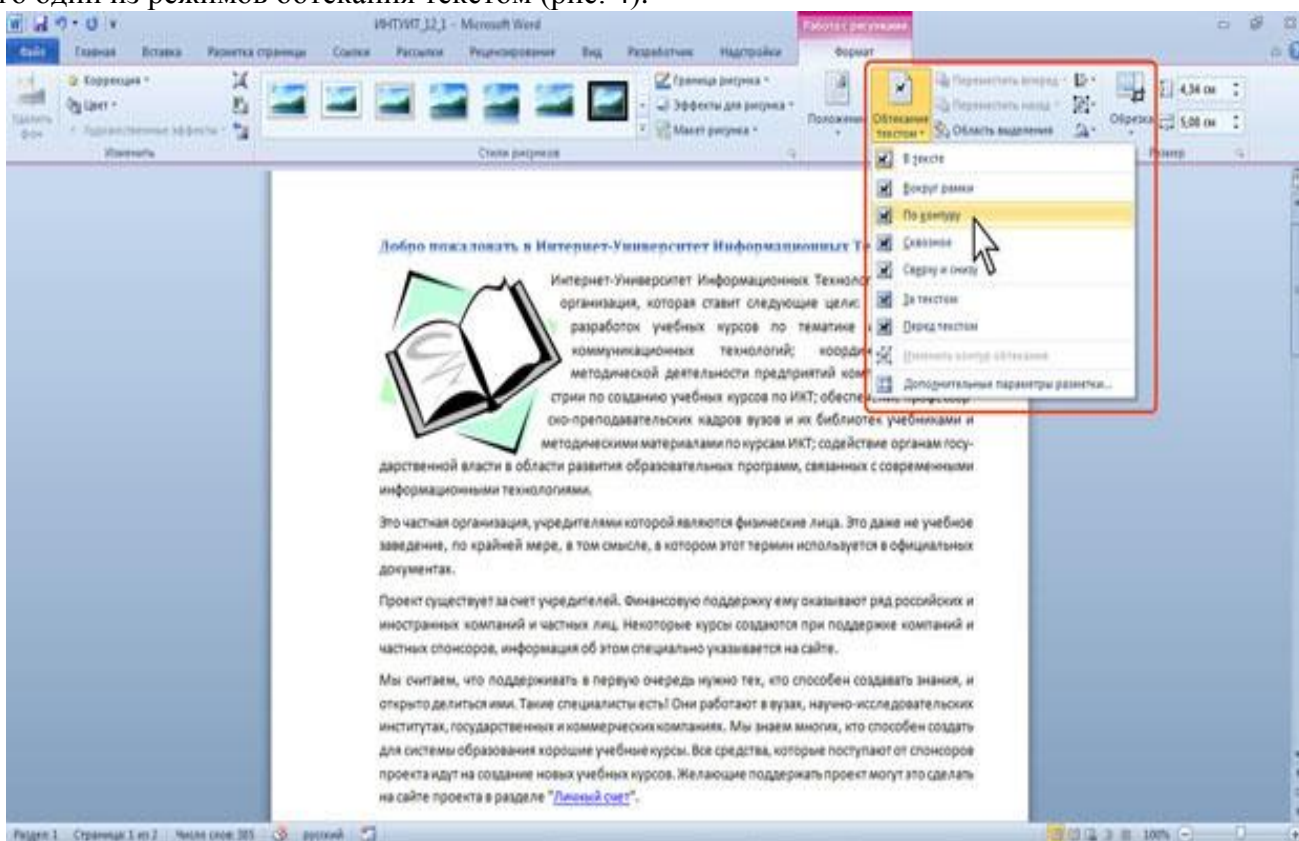 го один из режимов обтекания текстом (рис. 4).
ИНТУИТ_12_1 - Microsoft Word
Работа с рисунками
Файл Главная Вставка Разметка страницы Ссылки Рассылки Рецензирование Вид Разработчик Надстройки Формат
Удалить фон
Коррекция
Цвет
Художественные эффекты
Изменить
Стили рисунков
Граница рисунка
Эффекты для рисунка
Макет рисунка
Положение
Обтекание текстом
Переместить вперед
Переместить назад
Область выделения
Обрезка
4,34 см
5,08 см
Размер
В тексте
Вокруг рамки
По контуру
Сквозное
Сверху и снизу
За текстом
Перед текстом
Изменить контур обтекания
Дополнительные параметры разметки...
Добро пожаловать в Интернет-Университет Информационных Те
Интернет-Университет Информационных Технолог
организация, которая ставит следующие цели:
разработок учебных курсов по тематике
коммуникационных технологий; коорди
методической деятельности предприятий ком
стрии по созданию учебных курсов по ИКТ; обеспечение профессор
ско-преподавательских кадров вузов и их библиотек учебниками и
методическими материалами по курсам ИКТ; содействие органам госу-
дарственной власти в области развития образовательных программ, связанных с современными
информационными технологиями.
Это частная организация, учредителями которой являются физические лица. Это даже не учебное
заведение, по крайней мере, в том смысле, в котором этот термин используется в официальных
документах.
Проект существует за счет учредителей. Финансовую поддержку ему оказывают ряд российских и
иностранных компаний и частных лиц. Некоторые курсы создаются при поддержке компаний и
частных спонсоров, информация об этом специально указывается на сайте.
Мы считаем, что поддерживать в первую очередь нужно тех, кто способен создавать знания, и
открыто делиться ими. Такие специалисты есть! Они работают в вузах, научно-исследовательских
институтах, государственных и коммерческих компаниях. Мы знаем многих, кто способен создать
для системы образования хорошие учебные курсы. Все средства, которые поступают от спонсоров
проекта идут на создание новых учебных курсов. Желающие поддержать проект могут это сделать
на сайте проекта в разделе "Личный счет".
Раздел: 1 Страница: 1 из 2 Число слов: 385 русский 100%